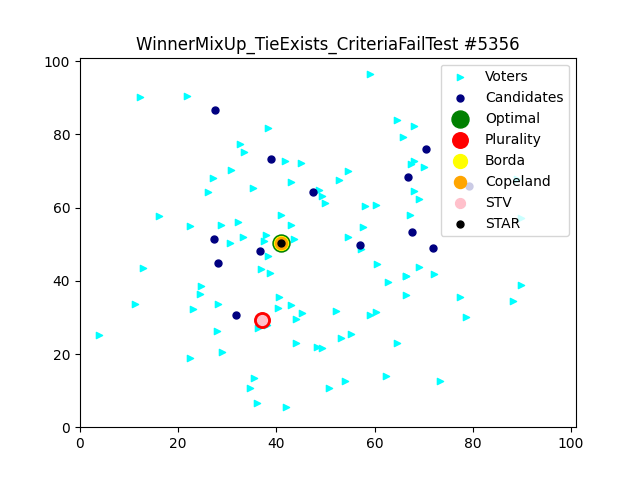 WinnerMixUp_TieExists_CriteriaFailTest #5356
100
80
60
40
20
0
0 20 40 60 80 100
Voters
Candidates
Optimal
Plurality
Borda
Copeland
STV
STAR